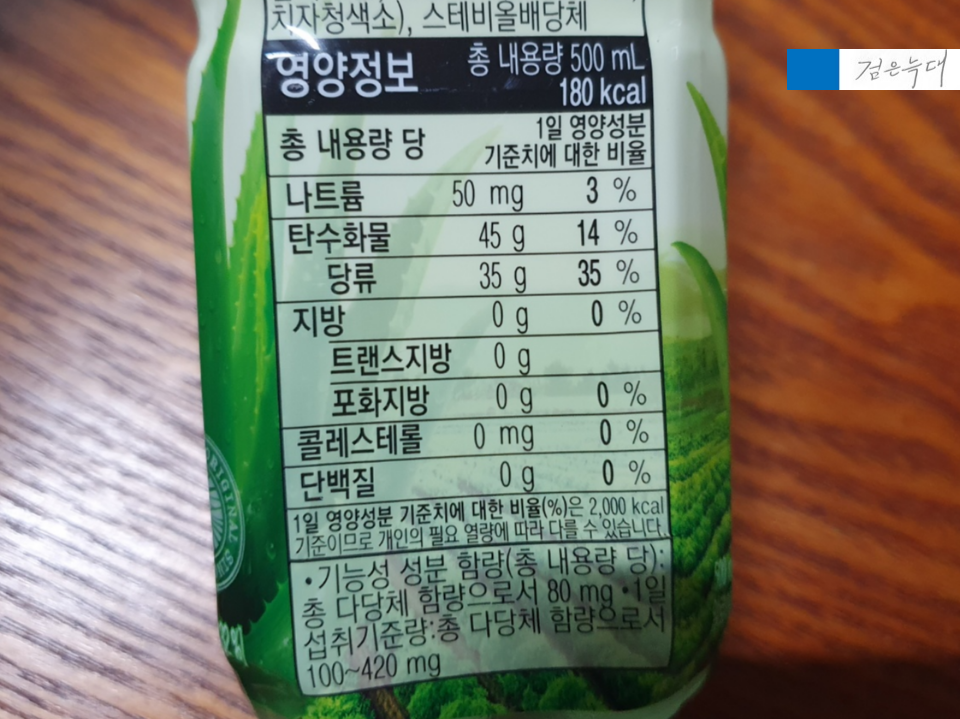 치자청색소), 스테비올배당체
영양정보
총 내용량 500 mL
180 kcal
총 내용량 당
1일 영양성분
기준치에 대한 비율
나트륨 50 mg 3 %
탄수화물 45 g 14 %
당류 35 g 35 %
지방 0 g 0 %
트랜스지방 0 g
포화지방 0 g 0 %
콜레스테롤 0 mg 0 %
단백질 0 g 0 %
1일 영양성분 기준치에 대한 비율(%)은 2,000 kcal
기준이므로 개인의 필요 열량에 따라 다를 수 있습니다.
•기능성 성분 함량(총 내용량 당):
총 다당체 함량으로서 80 mg •1일
섭취기준량:총 다당체 함량으로서
100~420 mg
ORIGINAL
검은늑대